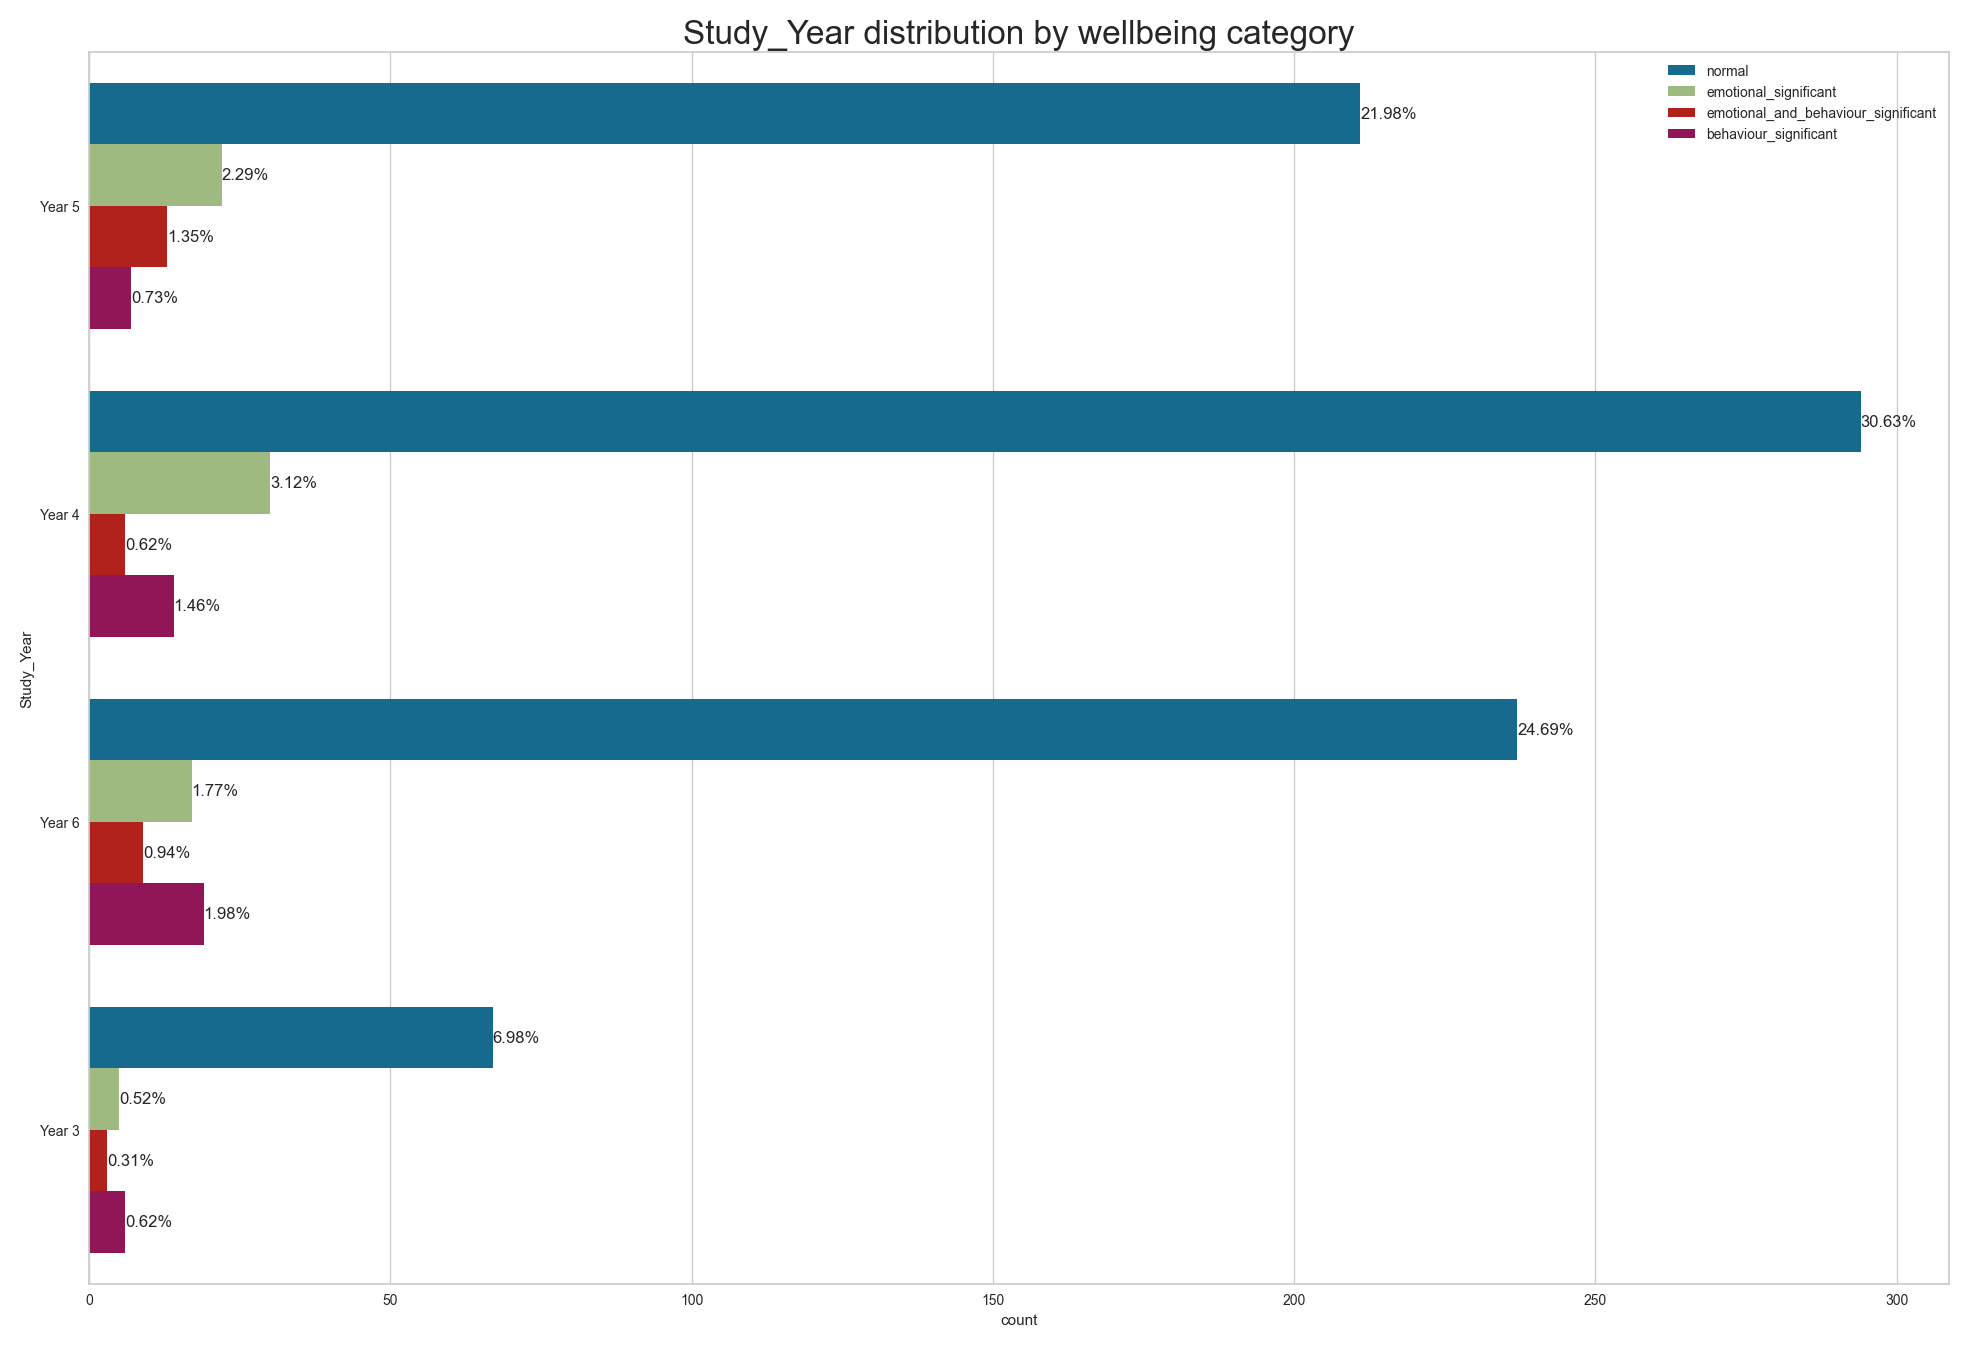 Study_Year distribution by wellbeing category
normal
emotional_significant
emotional_and_behaviour_significant
behaviour_significant
21.98%
2.29%
Year 5
1.35%
0.73%
30.63%
3.12%
Year 4
0.62%
1.46%
Study_Year
24.69%
1.77%
Year 6
0.94%
1.98%
6.98%
0.52%
Year 3
0.31%
0.62%
0 50 100 150 200 250 300
count